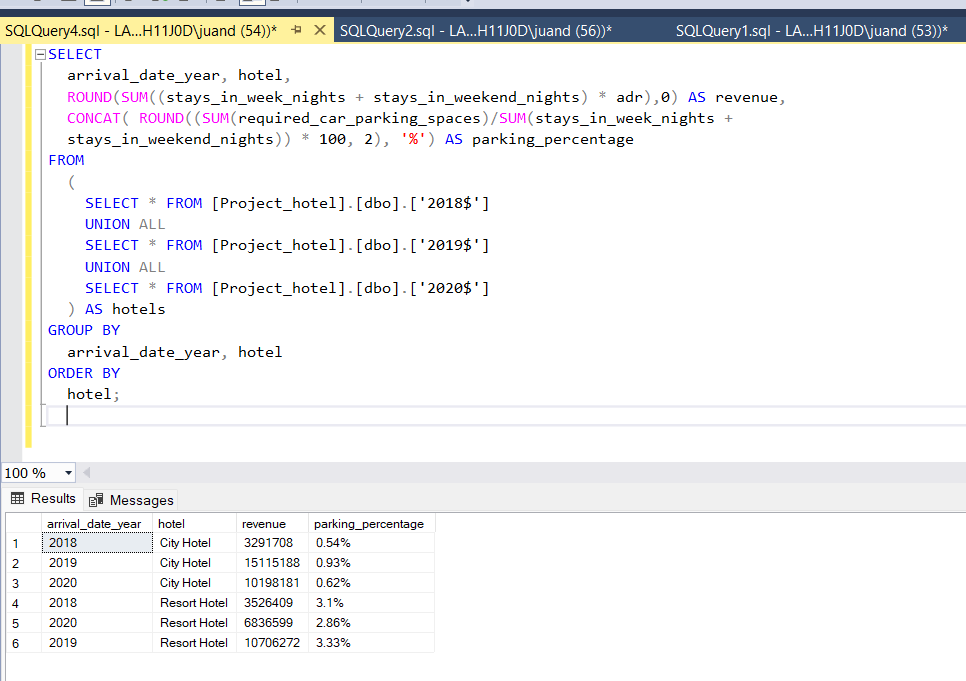 SQLQuery4.sql - LA...H11J0D\juand (54))* SQLQuery2.sql - LA...H11J0D\juand (56))* SQLQuery1.sql - LA...H11J0D\juand (53))*
SELECT
arrival_date_year, hotel,
ROUND(SUM((stays_in_week_nights + stays_in_weekend_nights) * adr),0) AS revenue,
CONCAT( ROUND((SUM(required_car_parking_spaces)/SUM(stays_in_week_nights +
stays_in_weekend_nights)) * 100, 2), '%') AS parking_percentage
FROM
(
SELECT * FROM [Project_hotel].[dbo].['2018$']
UNION ALL
SELECT * FROM [Project_hotel].[dbo].['2019$']
UNION ALL
SELECT * FROM [Project_hotel].[dbo].['2020$']
) AS hotels
GROUP BY
arrival_date_year, hotel
ORDER BY
hotel;
100 %
Results Messages
arrival_date_year hotel revenue parking_percentage
1 2018 City Hotel 3291708 0.54%
2 2019 City Hotel 15115188 0.93%
3 2020 City Hotel 10198181 0.62%
4 2018 Resort Hotel 3526409 3.1%
5 2020 Resort Hotel 6836599 2.86%
6 2019 Resort Hotel 10706272 3.33%